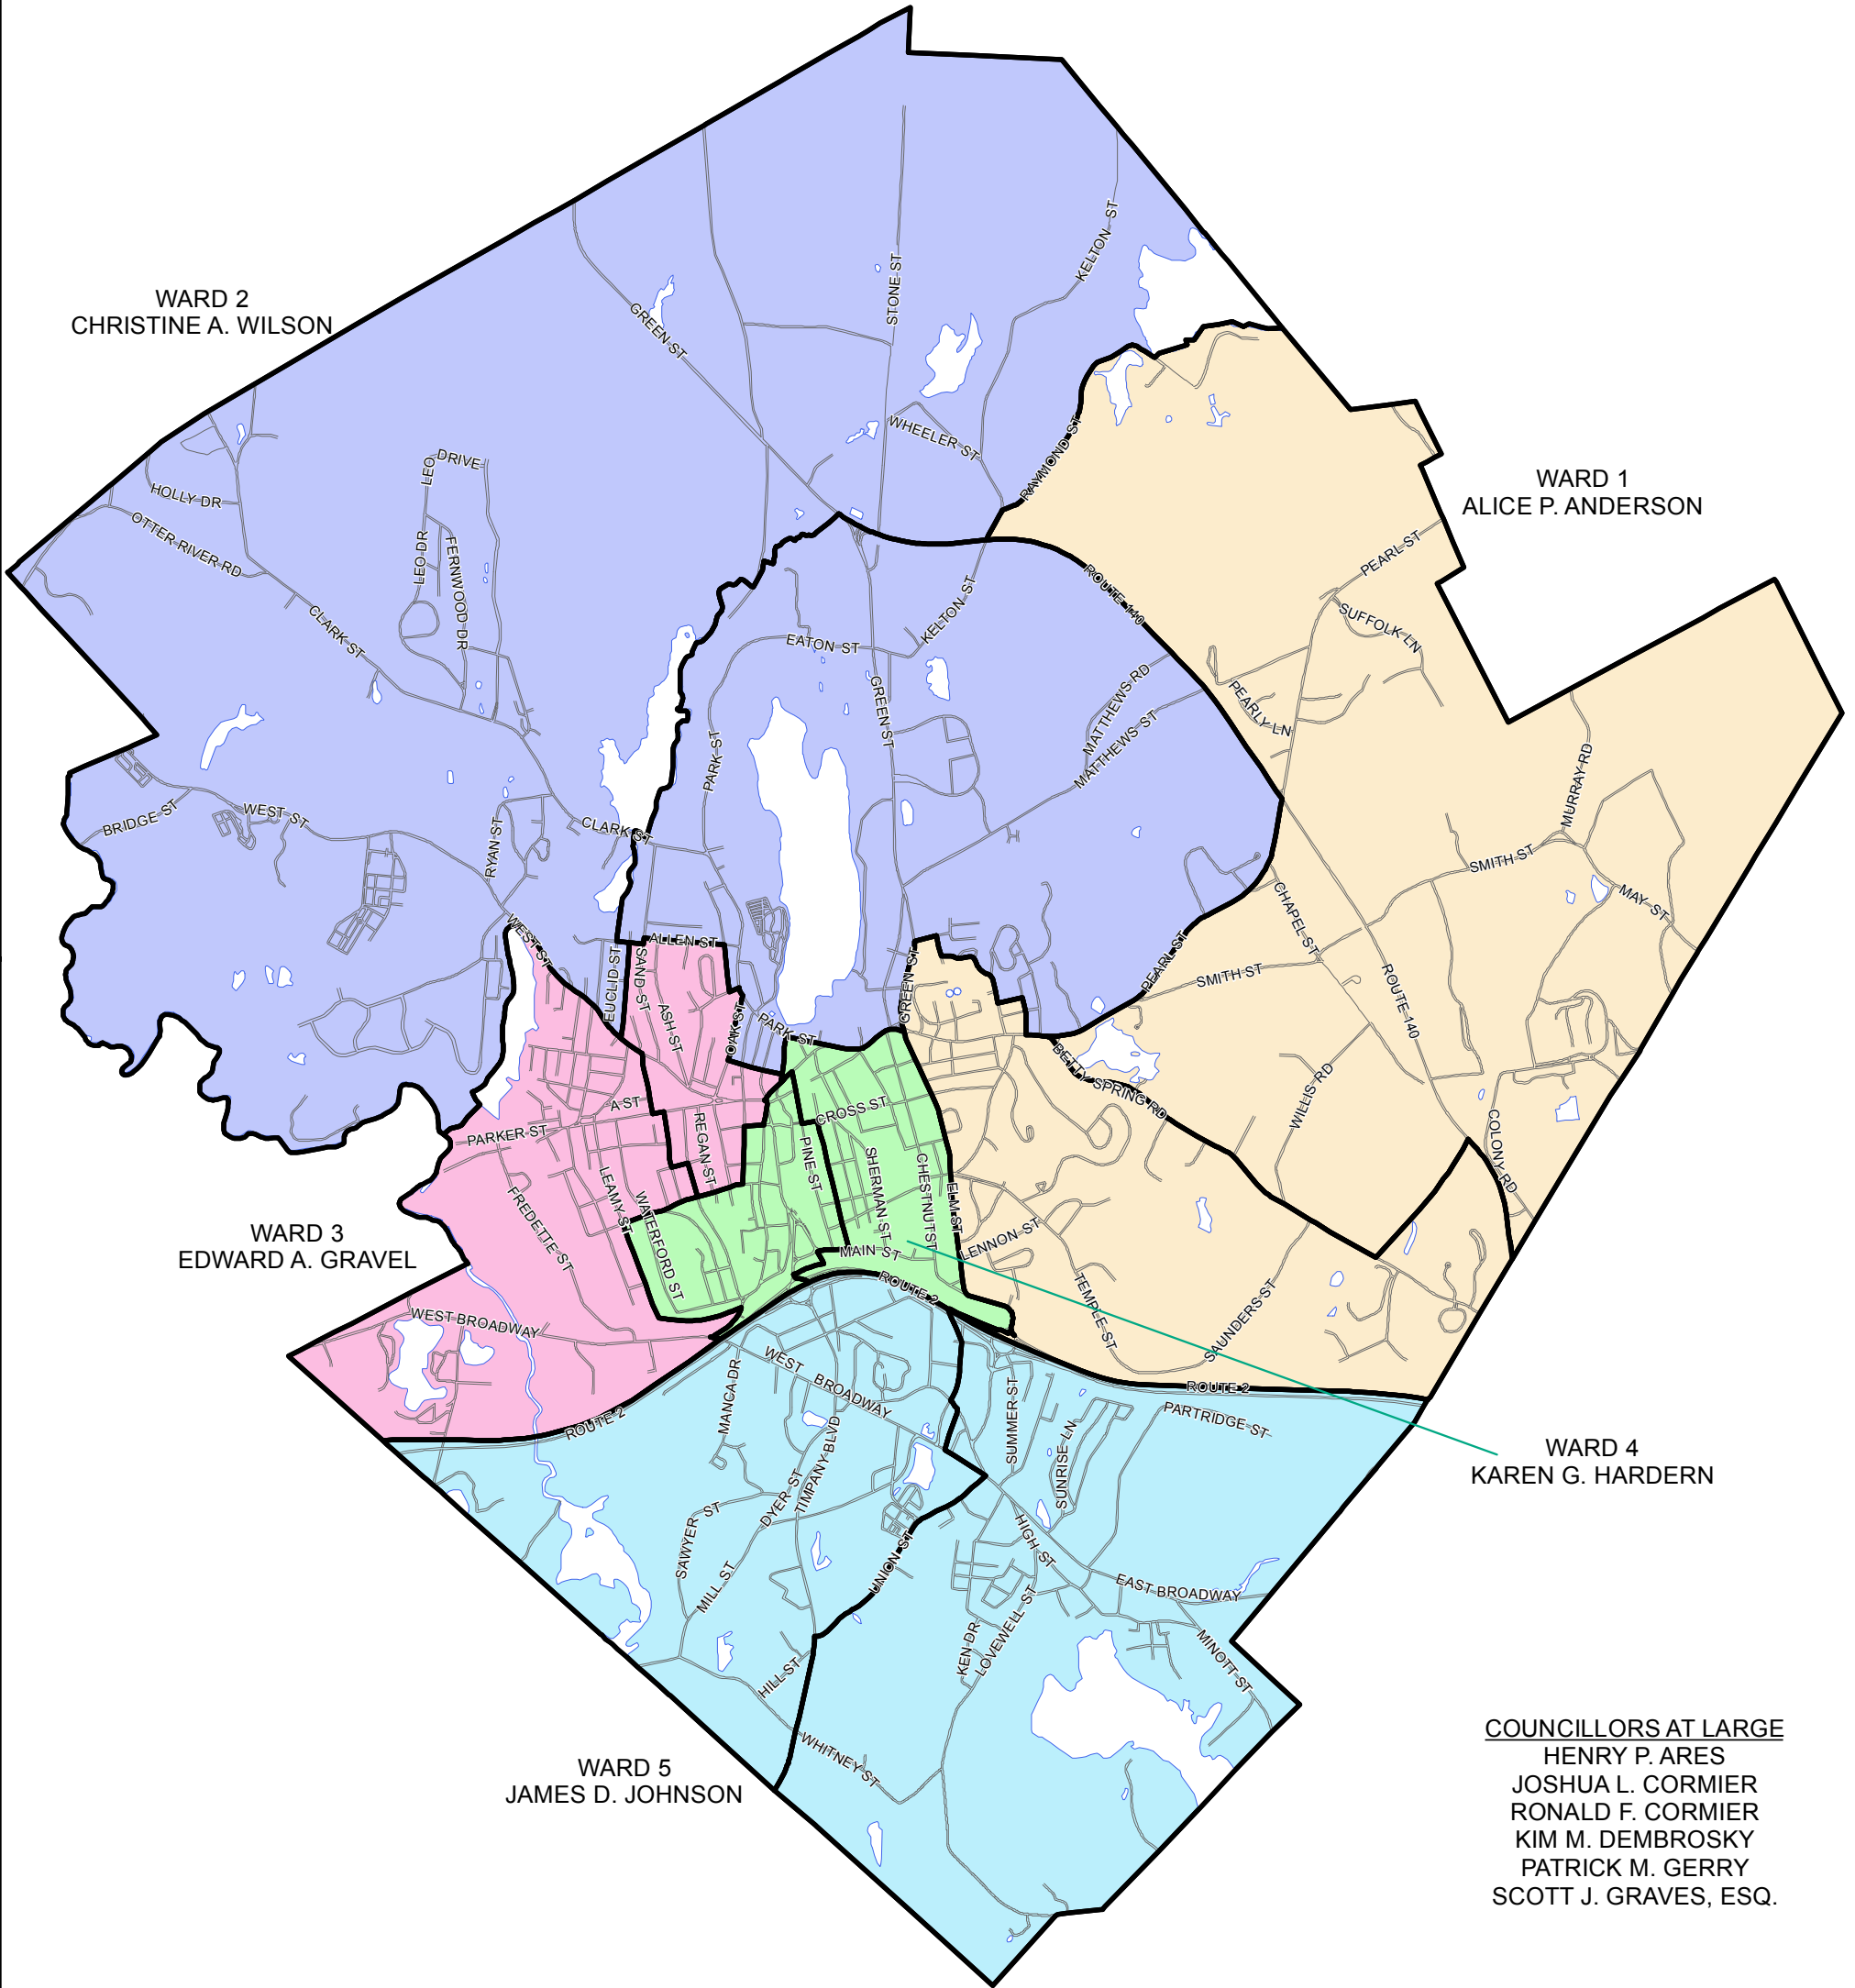 WARD 2
CHRISTINE A. WILSON
WARD 1
ALICE P. ANDERSON
WARD 3
EDWARD A. GRAVEL
WARD 4
KAREN G. HARDERN
WARD 5
JAMES D. JOHNSON
COUNCILLORS AT LARGE
HENRY P. ARES
JOSHUA L. CORMIER
RONALD F. CORMIER
KIM M. DEMBROSKY
PATRICK M. GERRY
SCOTT J. GRAVES, ESQ.
KELTON ST
STONE ST
GREEN ST
WHEELER ST
RAYMOND ST
LEO DRIVE
HOLLY DR
OTTER RIVER RD
LEO DR
FERNWOOD DR
CLARK ST
ROUTE 140
KELTON ST
EATON ST
GREEN ST
PEARL ST
SUFFOLK LN
MATTHEWS RD
MATTHEWS ST
PEARLY LN
PARK ST
MURRAY RD
BRIDGE ST
WEST ST
RYAN ST
CLARK ST
SMITH ST
MAY ST
CHAPEL ST
WEST ST
ALLEN ST
EUCLID ST
SAND ST
ASH ST
OAK ST
PARK ST
GREEN ST
PEARL ST
SMITH ST
ROUTE 140
BETTY SPRING RD
WILLIS RD
COLONY RD
A ST
PARKER ST
REGAN ST
CROSS ST
PINE ST
SHERMAN ST
CHESTNUT ST
ELM ST
LEAMY ST
WATERFORD ST
FREDETTE ST
MAIN ST
LENNON ST
ROUTE 2
TEMPLE ST
SAUNDERS ST
WEST BROADWAY
ROUTE 2
WEST BROADWAY
MANCA DR
ROUTE 2
PARTRIDGE ST
SUMMER ST
SUNRISE LN
TIMPANY BLVD
DYER ST
SAWYER ST
MILL ST
UNION ST
HIGH ST
EAST BROADWAY
KEN DR
LOVEWELL ST
MINOTT ST
HILL ST
WHITNEY ST